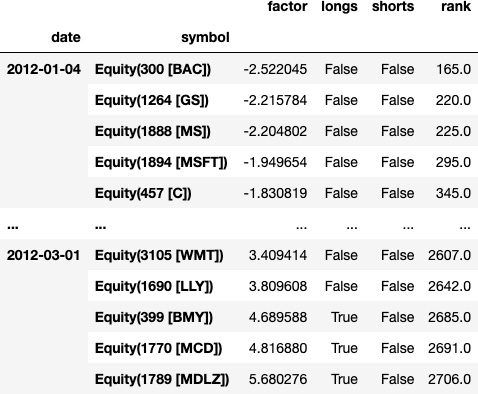 factor longs shorts rank
date symbol
2012-01-04 Equity(300 [BAC]) -2.522045 False False 165.0
Equity(1264 [GS]) -2.215784 False False 220.0
Equity(1888 [MS]) -2.204802 False False 225.0
Equity(1894 [MSFT]) -1.949654 False False 295.0
Equity(457 [C]) -1.830819 False False 345.0
... ... ... ... ... ...
2012-03-01 Equity(3105 [WMT]) 3.409414 False False 2607.0
Equity(1690 [LLY]) 3.809608 False False 2642.0
Equity(399 [BMY]) 4.689588 True False 2685.0
Equity(1770 [MCD]) 4.816880 True False 2691.0
Equity(1789 [MDLZ]) 5.680276 True False 2706.0